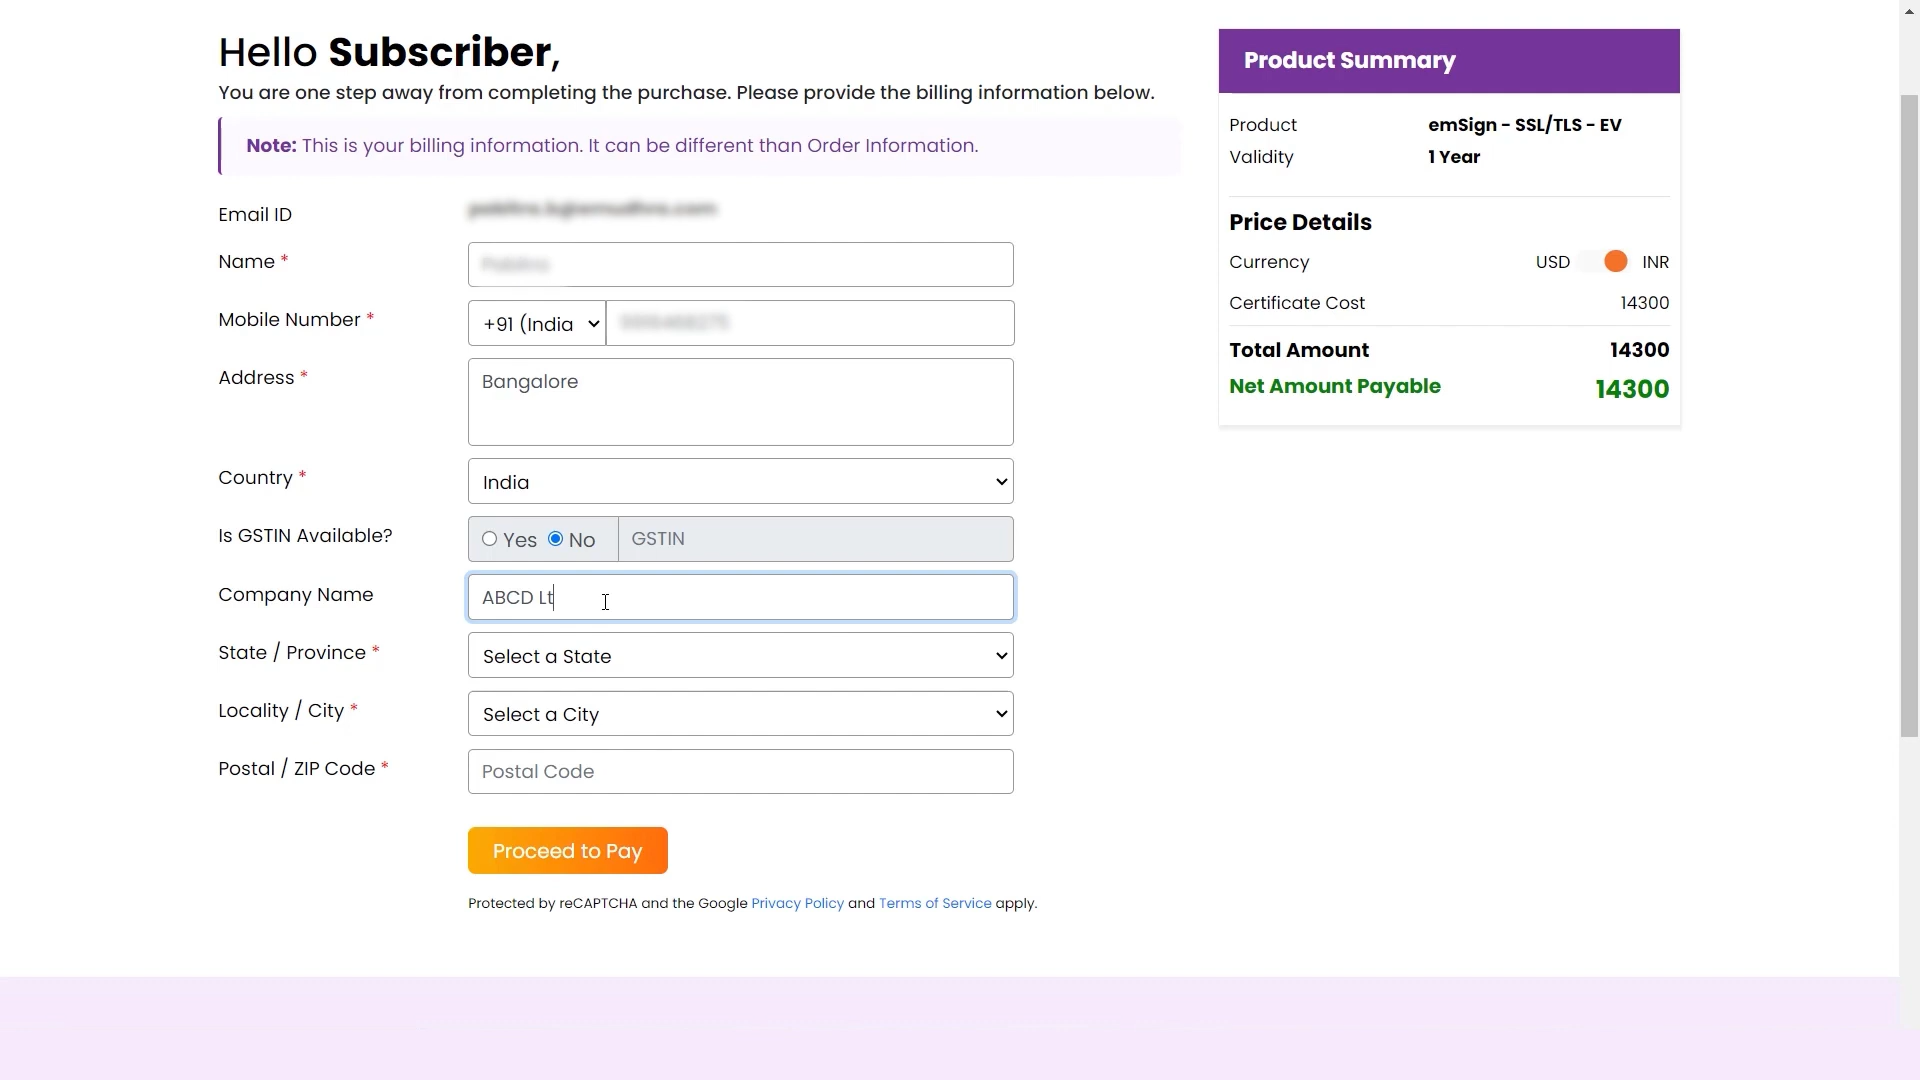 Hello Subscriber,
You are one step away from completing the purchase. Please provide the billing information below.
Note: This is your billing information. It can be different than Order Information.
Email ID
Name *
Mobile Number * +91 (India
Address * Bangalore
Country * India
Is GSTIN Available? Yes No GSTIN
Company Name ABCD Lt
State / Province * Select a State
Locality / City * Select a City
Postal / ZIP Code * Postal Code
Proceed to Pay
Protected by reCAPTCHA and the Google Privacy Policy and Terms of Service apply.
Product Summary
Product emSign - SSL/TLS - EV
Validity 1 Year
Price Details
Currency USD INR
Certificate Cost 14300
Total Amount 14300
Net Amount Payable 14300